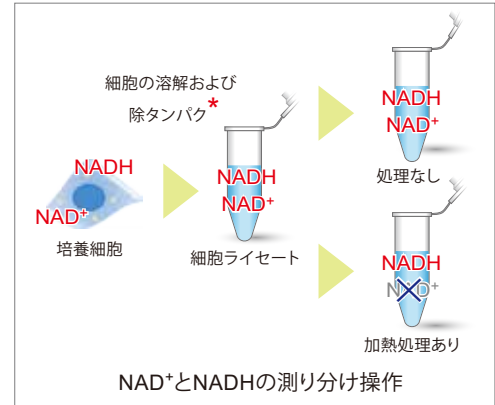 細胞の溶解および
除タンパク*
NADH
NAD⁺
培養細胞
NADH
NAD⁺
細胞ライセート
NADH
NAD⁺
処理なし
NADH
NAD⁺
加熱処理あり
NAD⁺とNADHの測り分け操作